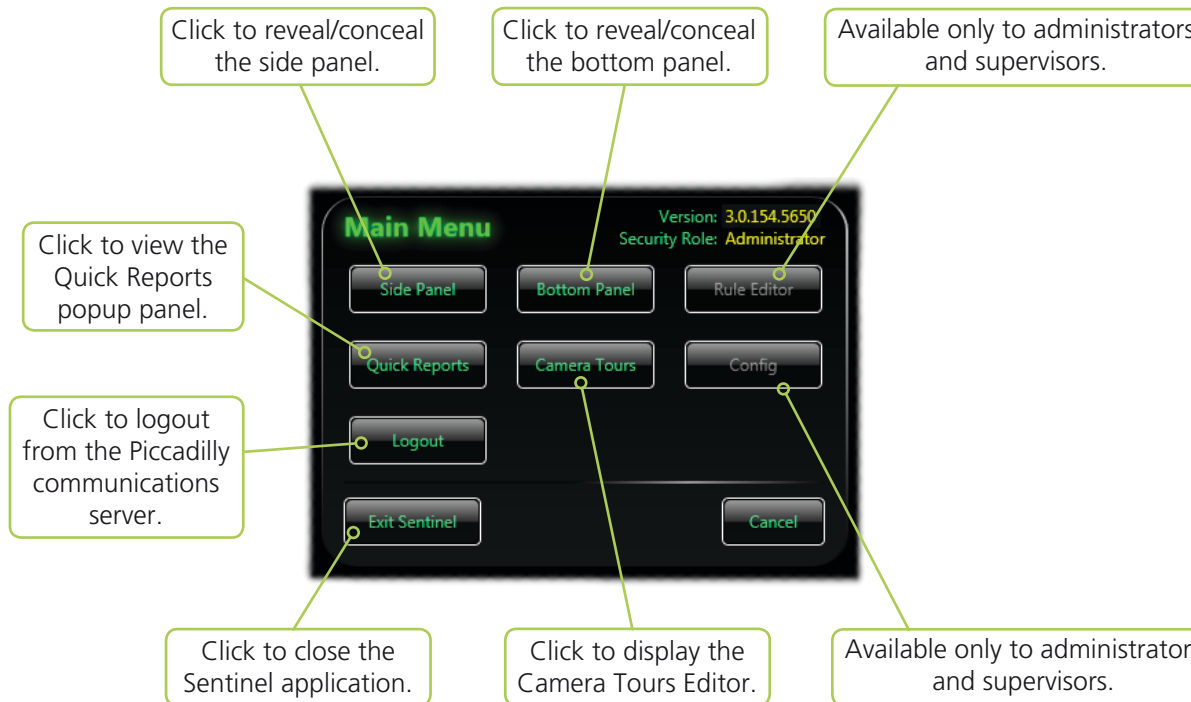 Click to reveal/conceal
the side panel.
Click to reveal/conceal
the bottom panel.
Available only to administrators
and supervisors.
Main Menu
Version: 3.0.154.5650
Security Role: Administrator
Click to view the
Quick Reports
popup panel.
Side Panel
Bottom Panel
Rule Editor
Quick Reports
Camera Tours
Config
Click to logout
from the Piccadilly
communications
server.
Logout
Exit Sentinel
Cancel
Click to close the
Sentinel application.
Click to display the
Camera Tours Editor.
Available only to administrator
and supervisors.